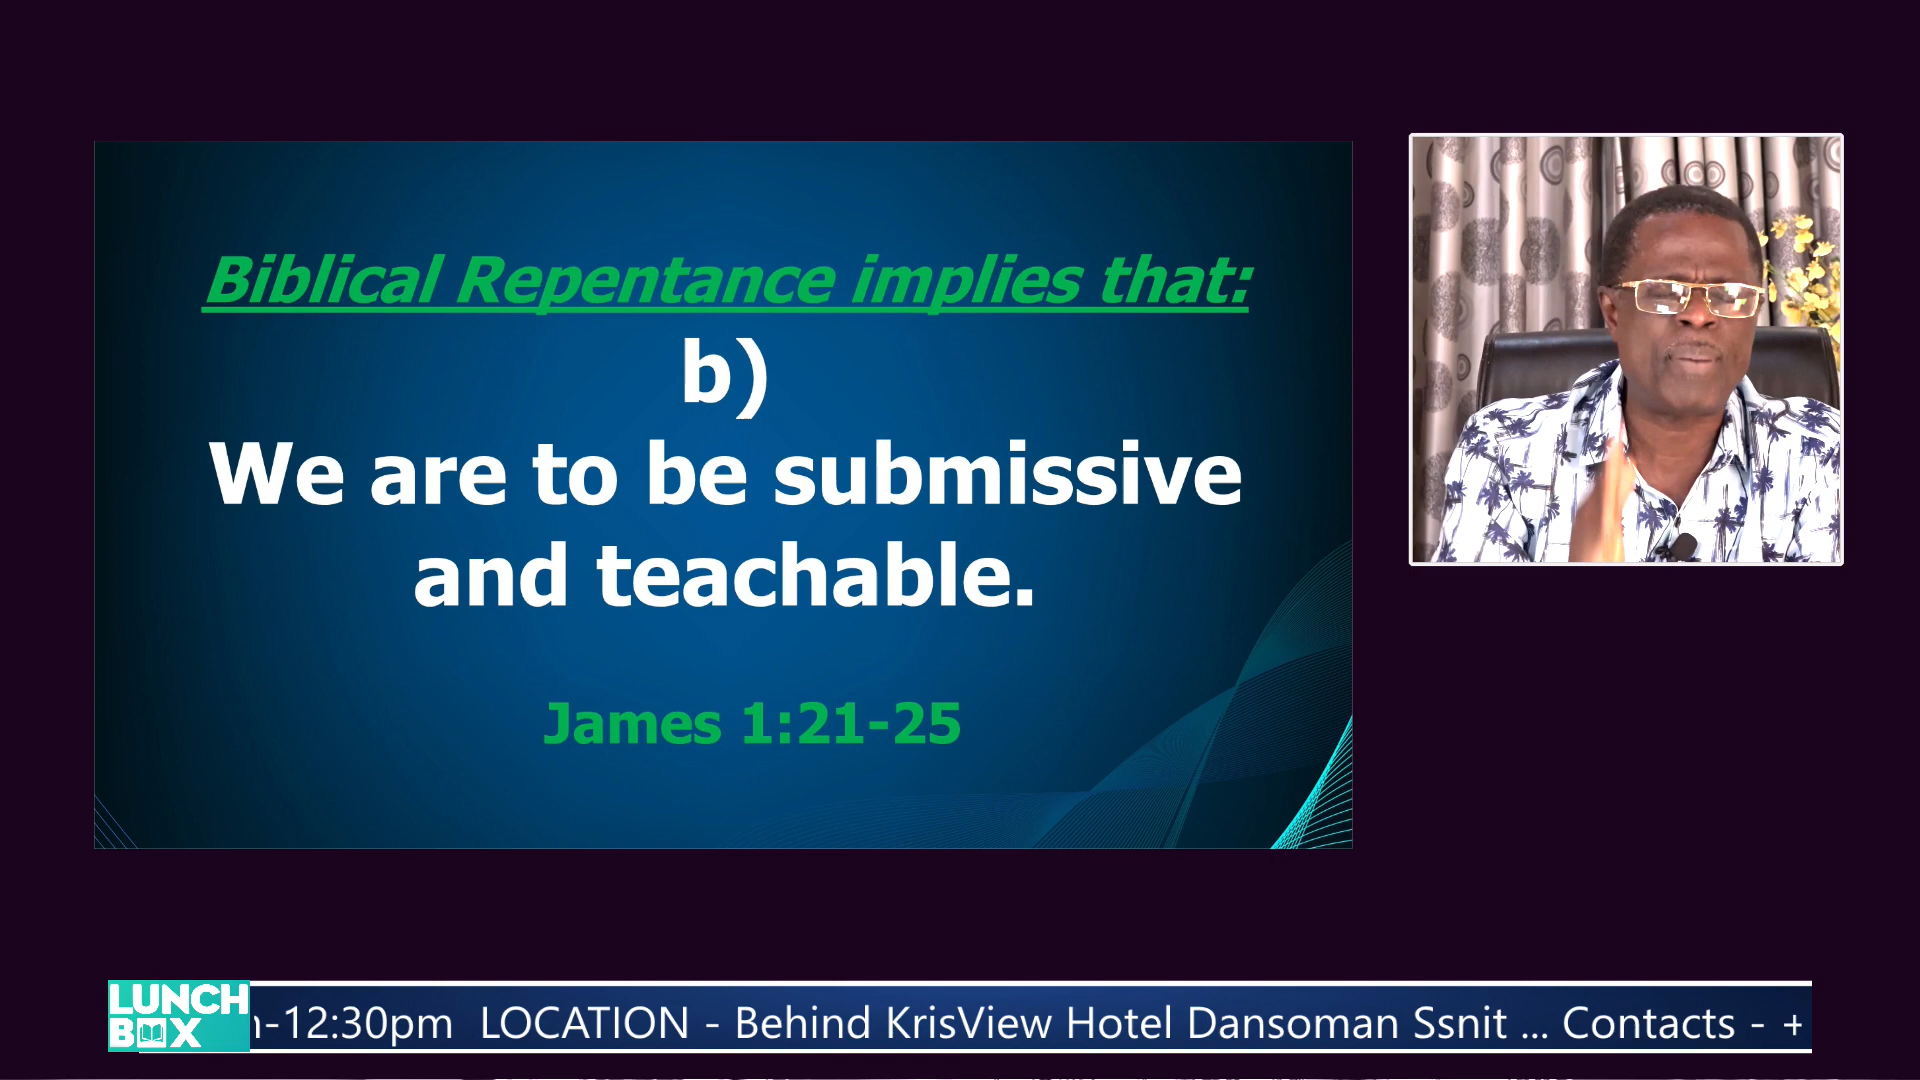 Biblical Repentance implies that:
b)
We are to be submissive
and teachable.
James 1:21-25
LUNCH
BOX
-12:30pm LOCATION - Behind KrisView Hotel Dansoman Ssnit ... Contacts - +